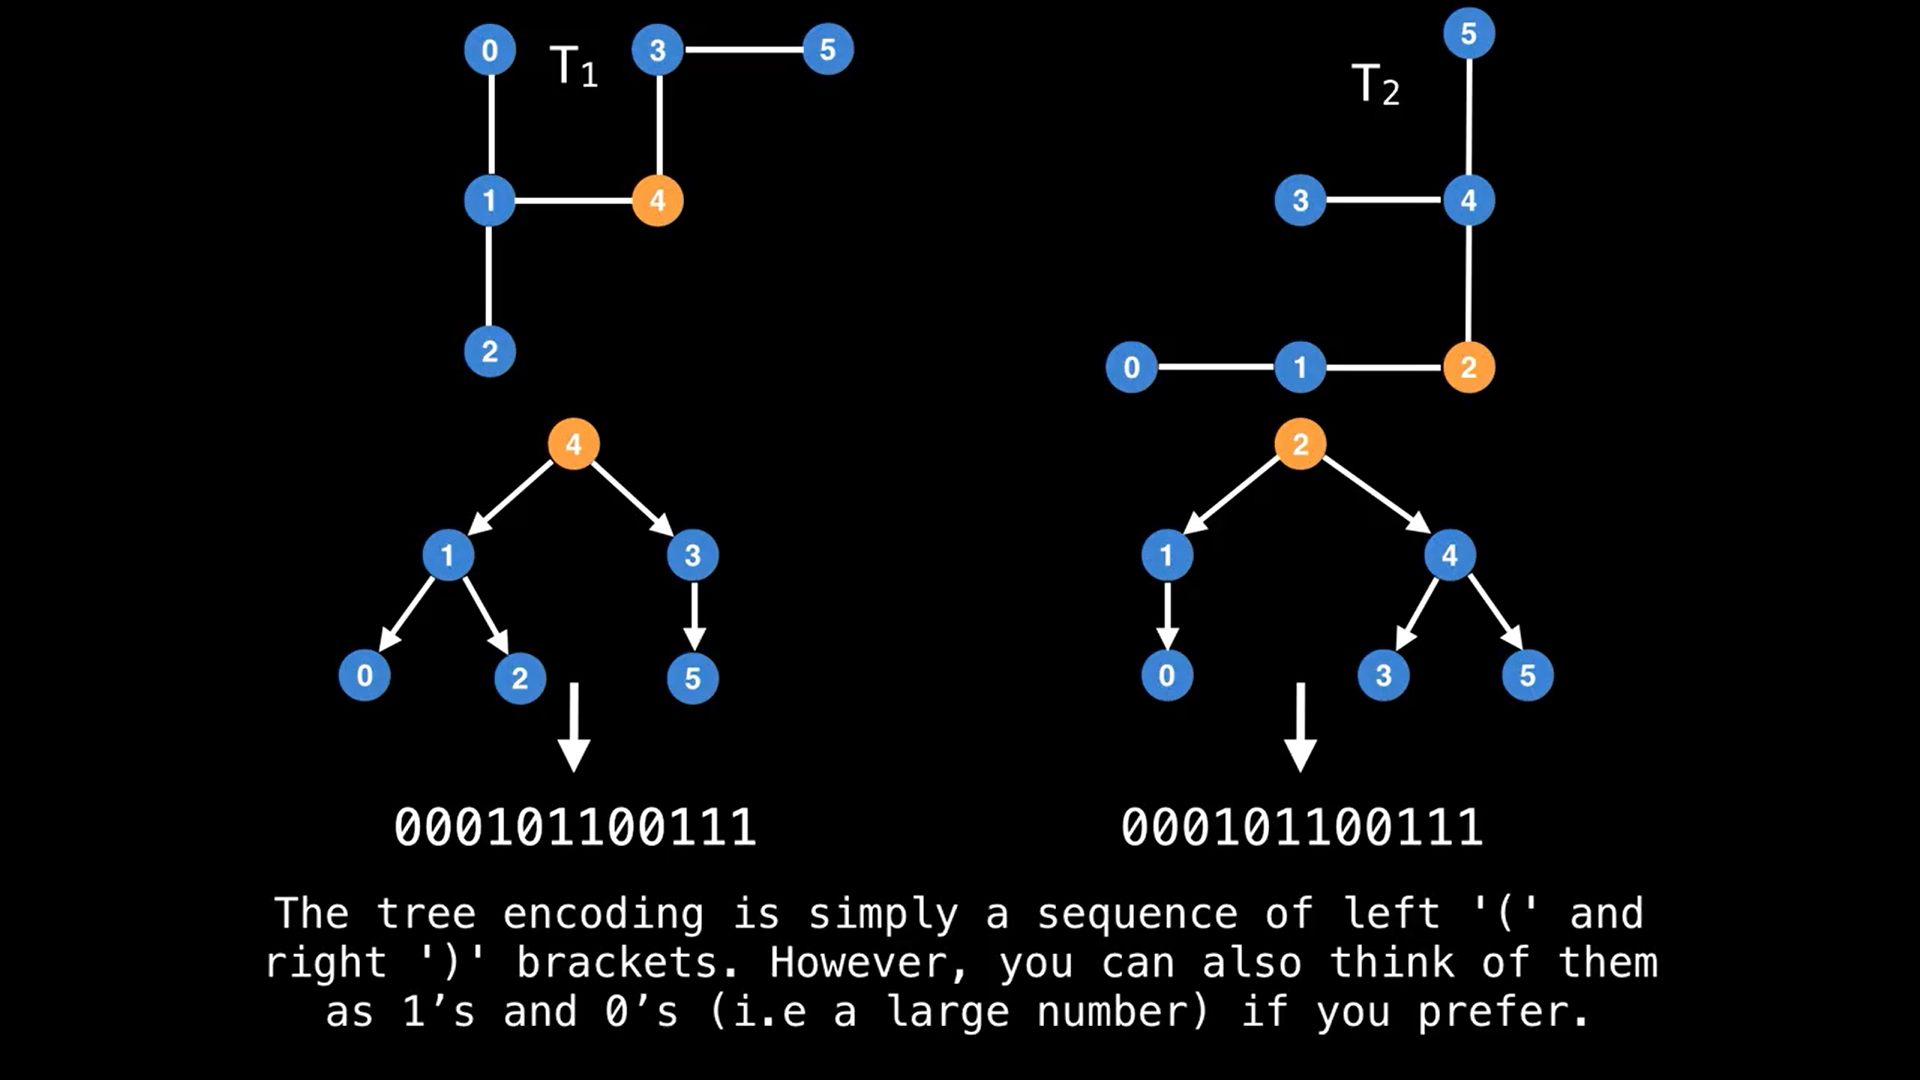 0 T₁ 3 5
1 4
2
5
T₂
3 4
0 1 2
4
1 3
0 2 5
2
1 4
0 3 5
000101100111
000101100111
The tree encoding is simply a sequence of left '(' and
right ')' brackets. However, you can also think of them
as 1’s and 0’s (i.e a large number) if you prefer.